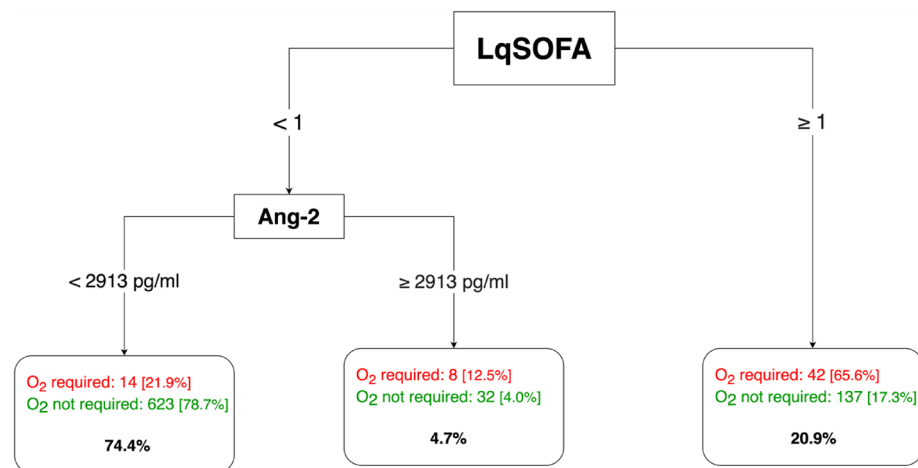 LqSOFA
< 1
≥ 1
Ang-2
< 2913 pg/ml
≥ 2913 pg/ml
O₂ required: 14 [21.9%]
O₂ not required: 623 [78.7%]
74.4%
O₂ required: 8 [12.5%]
O₂ not required: 32 [4.0%]
4.7%
O₂ required: 42 [65.6%]
O₂ not required: 137 [17.3%]
20.9%